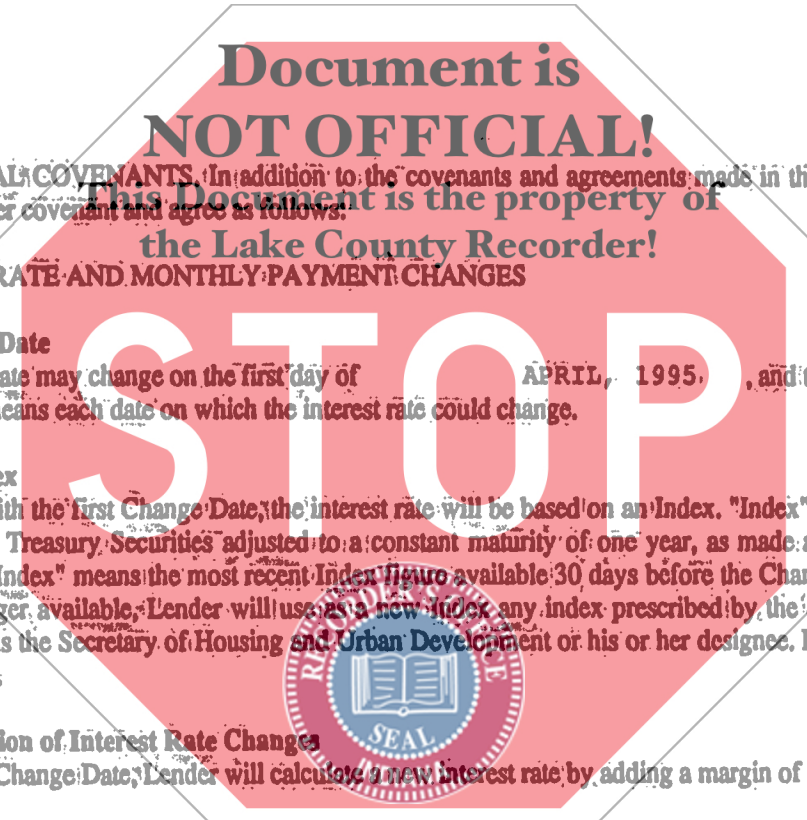 Document is
NOT OFFICIAL!
AL COVENANTS. In addition to the covenants and agreements made in thi
This Document is the property of
er covenant and agree as follows:
the Lake County Recorder!
RATE AND MONTHLY PAYMENT CHANGES
Date
ate may change on the first day of APRIL, 1995. , and
eans each date on which the interest rate could change.
STOP
ex
ith the first Change Date, the interest rate will be based on an Index. "Index"
Treasury Securities adjusted to a constant maturity of one year, as made
Index" means the most recent Index figure available 30 days before the Chan
ger available, Lender will use as a new Index any index prescribed by the
s the Secretary of Housing and Urban Development or his or her designee.
RECORDER'S OFFICE
SEAL
INDIANA
ion of Interest Rate Changes
Change Date, Lender will calculate a new interest rate by adding a margin of